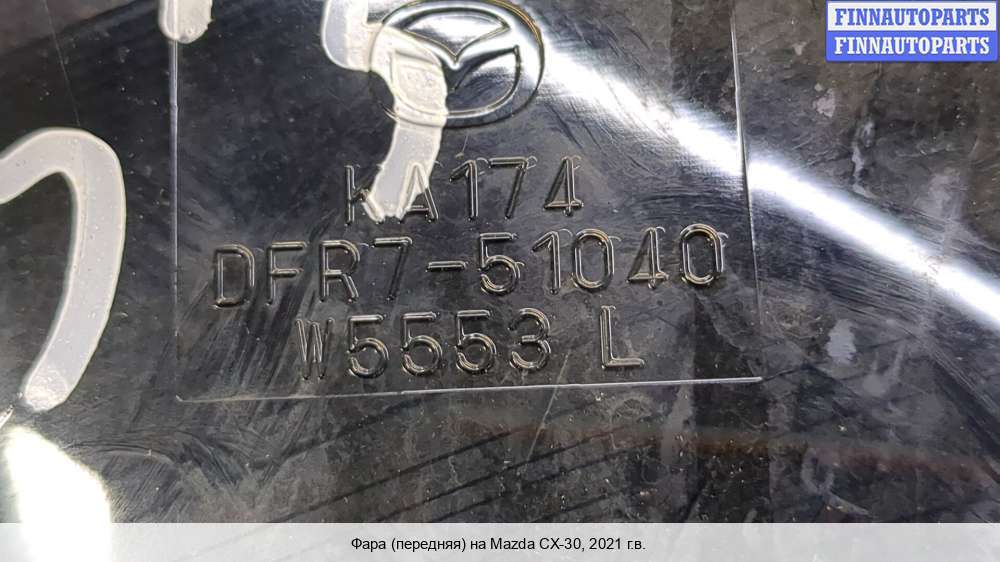 FINNAUTOPARTS
FINNAUTOPARTS
KA174
DFR7-51040
W5553 L
Фара (передняя) на Mazda CX-30, 2021 г.в.